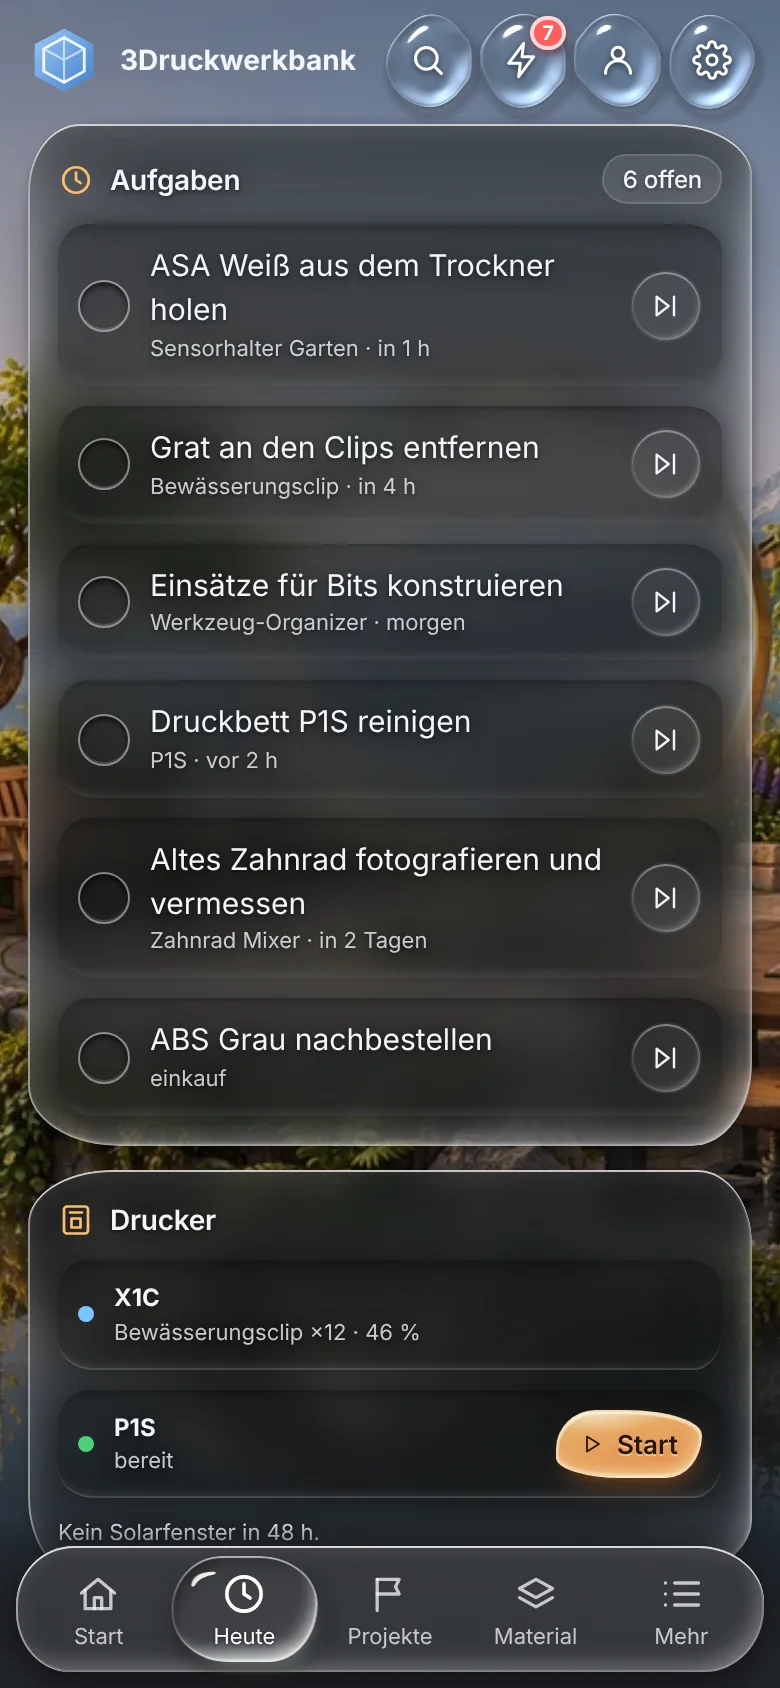 3Druckwerkbank
7
Aufgaben
6 offen
ASA Weiß aus dem Trockner
holen
Sensorhalter Garten · in 1 h
Grat an den Clips entfernen
Bewässerungsclip · in 4 h
Einsätze für Bits konstruieren
Werkzeug-Organizer · morgen
Druckbett P1S reinigen
P1S · vor 2 h
Altes Zahnrad fotografieren und
vermessen
Zahnrad Mixer · in 2 Tagen
ABS Grau nachbestellen
einkauf
Drucker
X1C
Bewässerungsclip ×12 · 46 %
P1S
bereit
Start
Kein Solarfenster in 48 h.
Start
Heute
Projekte
Material
Mehr